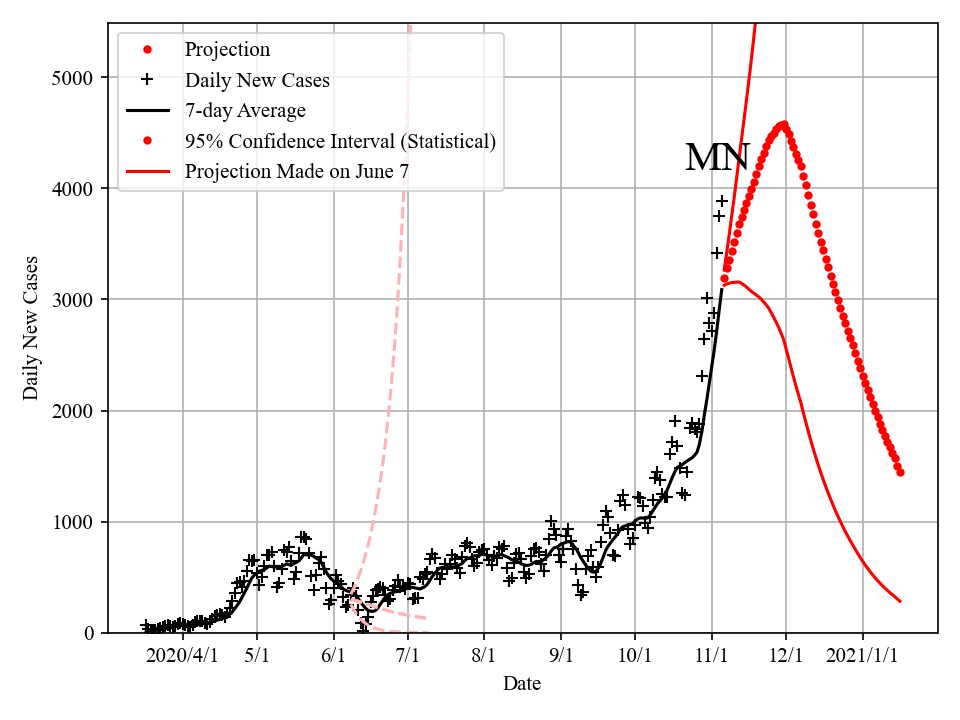 Projection
Daily New Cases
7-day Average
95% Confidence Interval (Statistical)
Projection Made on June 7
MN
5000
4000
3000
2000
1000
0
Daily New Cases
2020/4/1 5/1 6/1 7/1 8/1 9/1 10/1 11/1 12/1 2021/1/1
Date